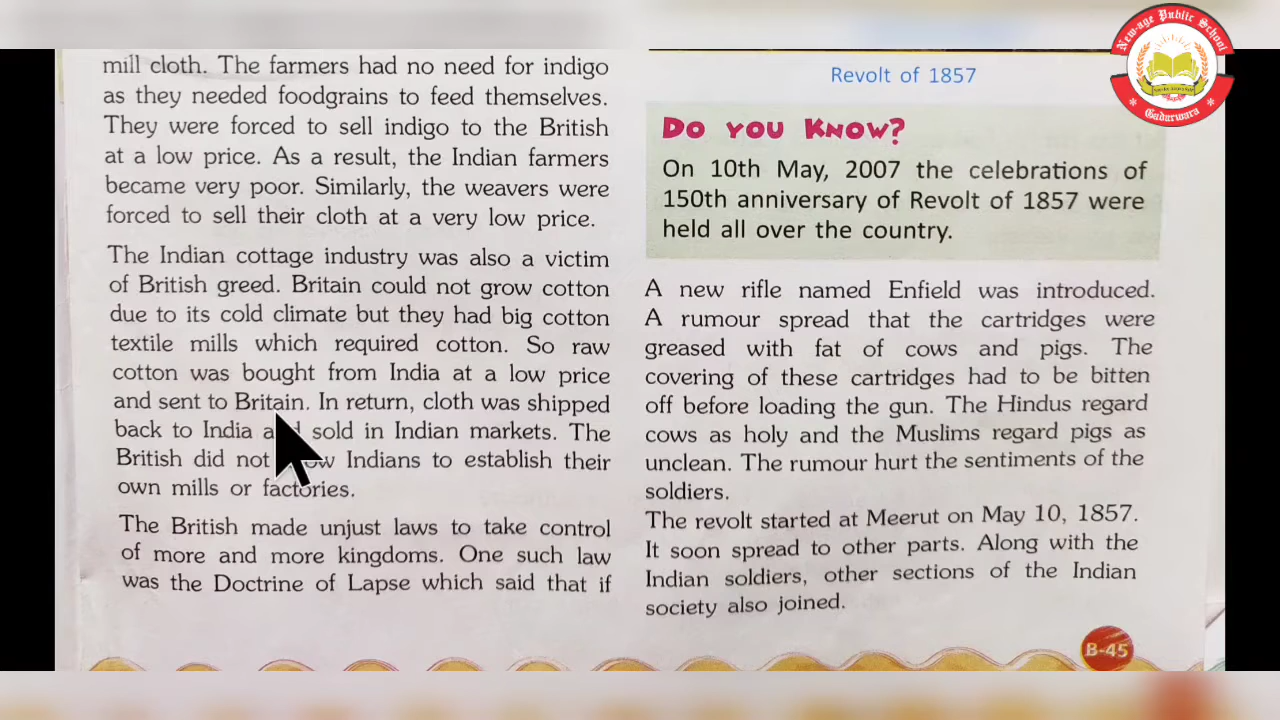 mill cloth. The farmers had no need for indigo
as they needed foodgrains to feed themselves.
They were forced to sell indigo to the British
at a low price. As a result, the Indian farmers
became very poor. Similarly, the weavers were
forced to sell their cloth at a very low price.
The Indian cottage industry was also a victim
of British greed. Britain could not grow cotton
due to its cold climate but they had big cotton
textile mills which required cotton. So raw
cotton was bought from India at a low price
and sent to Britain. In return, cloth was shipped
back to India and sold in Indian markets. The
British did not Indians to establish their
own mills or factories.
The British made unjust laws to take control
of more and more kingdoms. One such law
was the Doctrine of Lapse which said that if
Revolt of 1857
DO YOU KNOW?
On 10th May, 2007 the celebrations of
150th anniversary of Revolt of 1857 were
held all over the country.
A new rifle named Enfield was introduced.
A rumour spread that the cartridges were
greased with fat of cows and pigs. The
covering of these cartridges had to be bitten
off before loading the gun. The Hindus regard
cows as holy and the Muslims regard pigs as
unclean. The rumour hurt the sentiments of the
soldiers.
The revolt started at Meerut on May 10, 1857.
It soon spread to other parts. Along with the
Indian soldiers, other sections of the Indian
society also joined.
B-45
New-age Public School
Gadarwara